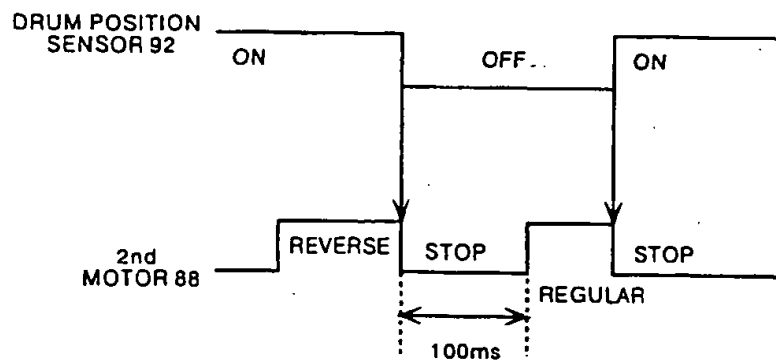 DRUM POSITION
SENSOR 92
ON
OFF
ON
2nd
MOTOR 88
REVERSE
STOP
REGULAR
STOP
100ms